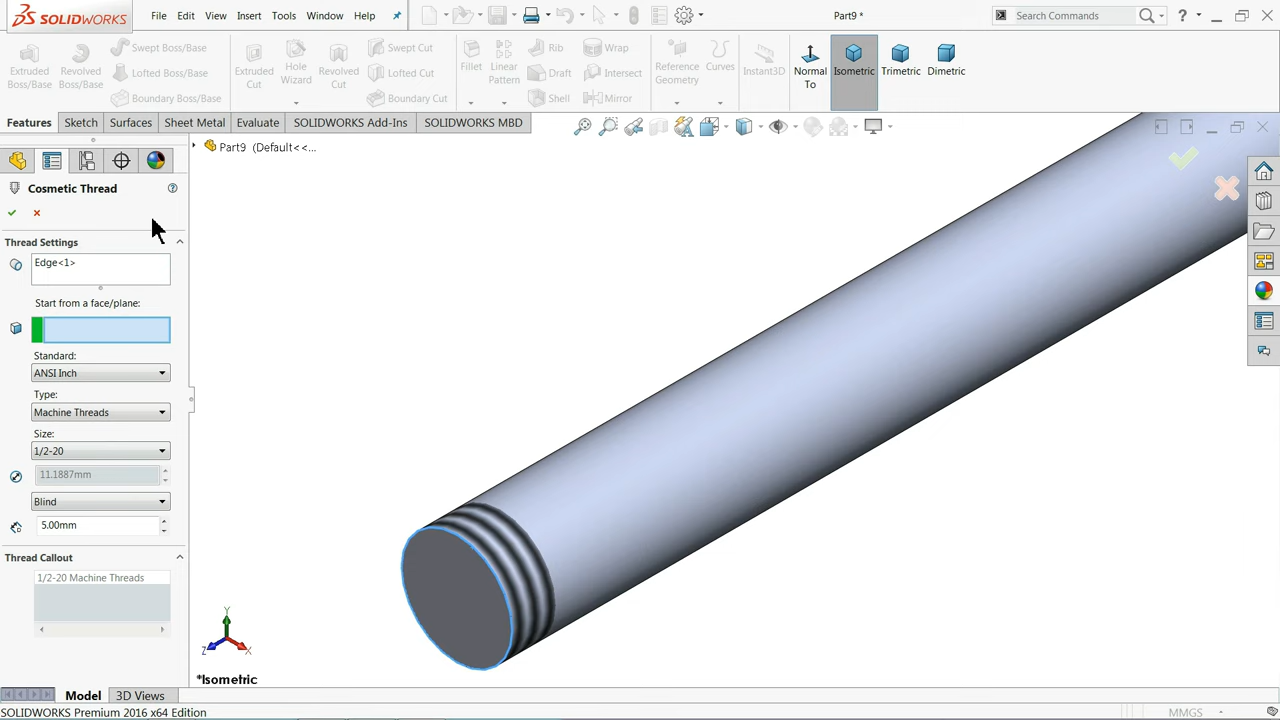 SOLIDWORKS
File Edit View Insert Tools Window Help
Part9 *
Search Commands
Extruded Boss/Base
Revolved Boss/Base
Swept Boss/Base
Lofted Boss/Base
Boundary Boss/Base
Extruded Cut
Hole Wizard
Revolved Cut
Swept Cut
Lofted Cut
Boundary Cut
Fillet
Linear Pattern
Rib
Draft
Shell
Wrap
Intersect
Mirror
Reference Geometry
Curves
Instant3D
Normal To
Isometric
Trimetric
Dimetric
Features Sketch Surfaces Sheet Metal Evaluate SOLIDWORKS Add-Ins SOLIDWORKS MBD
Part9 (Default<<...
Cosmetic Thread
Thread Settings
Edge<1>
Start from a face/plane:
Standard:
ANSI Inch
Type:
Machine Threads
Size:
1/2-20
11.1887mm
Blind
5.00mm
Thread Callout
1/2-20 Machine Threads
Y
Z
X
*Isometric
Model 3D Views
SOLIDWORKS Premium 2016 x64 Edition
MMGS